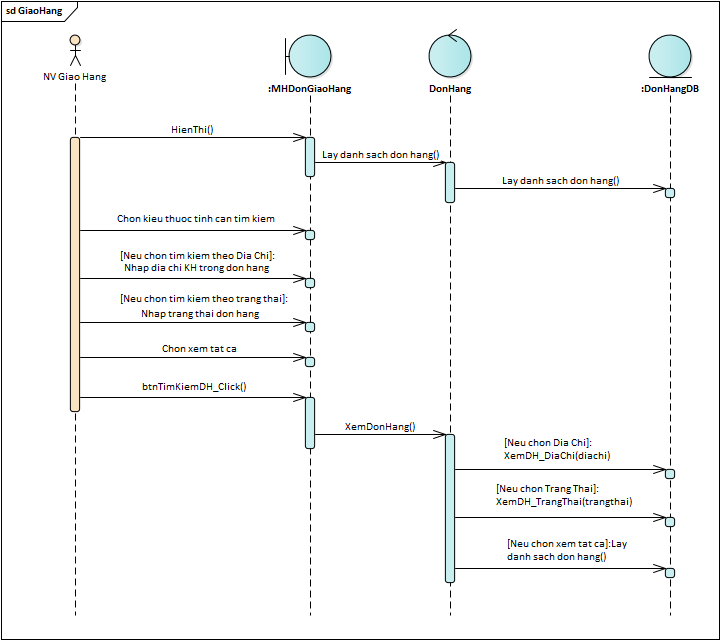 sd GiaoHang
NV Giao Hang
:MHDonGiaoHang
DonHang
:DonHangDB
HienThi()
Lay danh sach don hang()
Lay danh sach don hang()
Chon kieu thuoc tinh can tim kiem
[Neu chon tim kiem theo Dia Chi]:
Nhap dia chi KH trong don hang
[Neu chon tim kiem theo trang thai]:
Nhap trang thai don hang
Chon xem tat ca
btnTimKiemDH_Click()
XemDonHang()
[Neu chon Dia Chi]:
XemDH_DiaChi(diachi)
[Neu chon Trang Thai]:
XemDH_TrangThai(trangthai)
[Neu chon xem tat ca]:Lay
danh sach don hang()